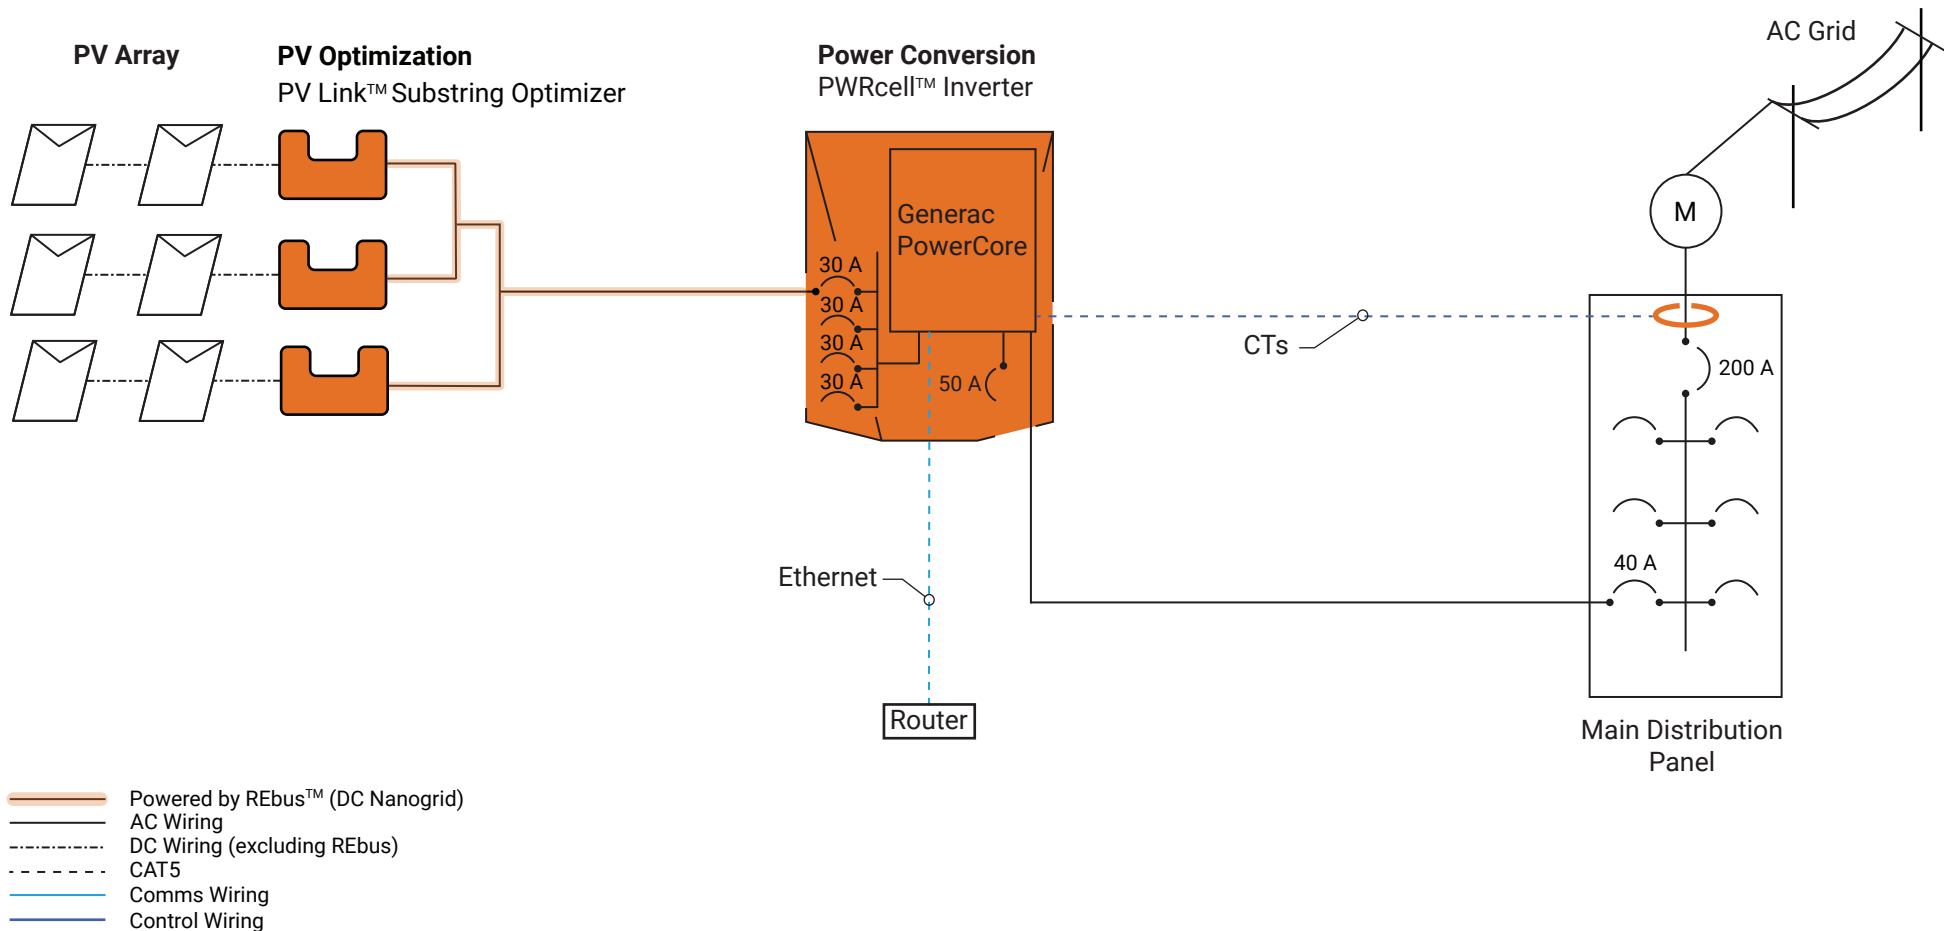 PV Array
PV Optimization
PV Link™ Substring Optimizer
Power Conversion
PWRcell™ Inverter
AC Grid
Generac
PowerCore
M
30 A
30 A
30 A
30 A
50 A
CTs
200 A
40 A
Ethernet
Router
Main Distribution
Panel
Powered by REbus™ (DC Nanogrid)
AC Wiring
DC Wiring (excluding REbus)
CAT5
Comms Wiring
Control Wiring